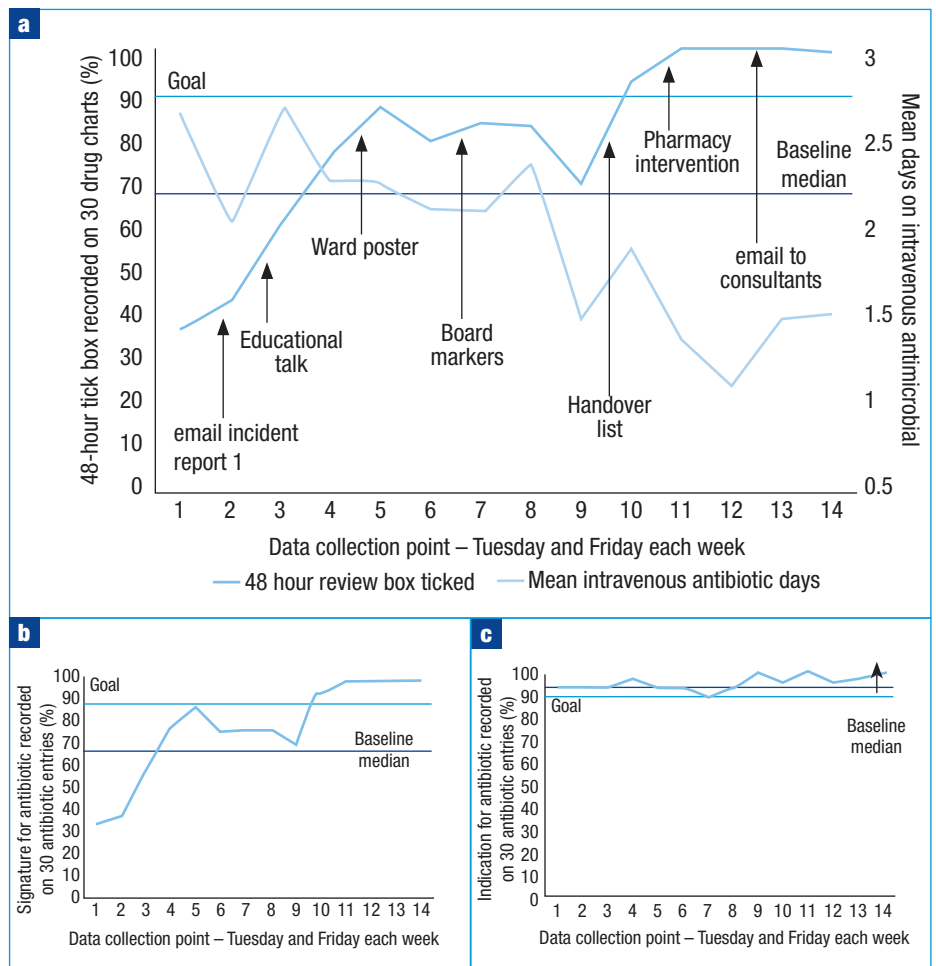 a
48-hour tick box recorded on 30 drug charts (%)
100
90
80
70
60
50
40
30
20
10
0
Goal
email incident
report 1
Educational
talk
Ward poster
Board
markers
Handover
list
Pharmacy
intervention
Baseline
median
email to
consultants
3
2.5
2
1.5
1
0.5
Mean days on intravenous antimicrobial
1 2 3 4 5 6 7 8 9 10 11 12 13 14
Data collection point – Tuesday and Friday each week
48 hour review box ticked Mean intravenous antibiotic days
b
Signature for antibiotic recorded
on 30 antibiotic entries (%)
100
90
80
70
60
50
40
30
20
10
0
Goal
Baseline
median
1 2 3 4 5 6 7 8 9 10 11 12 13 14
Data collection point – Tuesday and Friday each week
c
Indication for antibiotic recorded
on 30 antibiotic entries (%)
100
90
80
70
60
50
40
30
20
10
0
Goal
Baseline
median
1 2 3 4 5 6 7 8 9 10 11 12 13 14
Data collection point – Tuesday and Friday each week